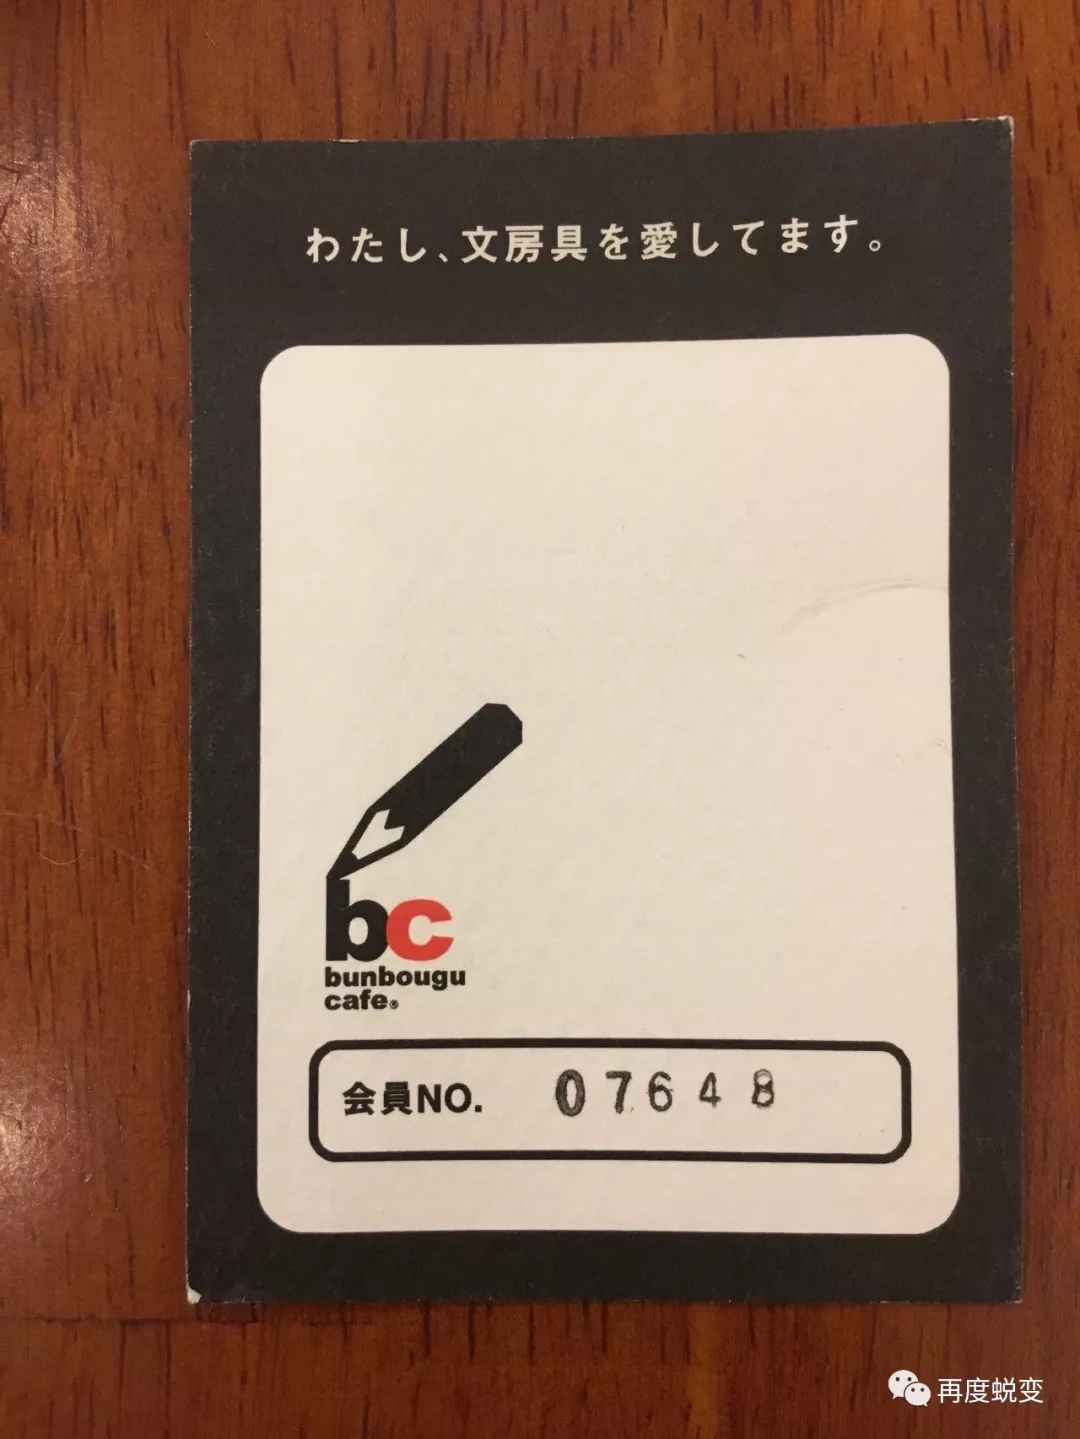 わたし、文房具を愛してます。
bc
bunbougu
cafe®
会員NO. 07648
再度蜕变